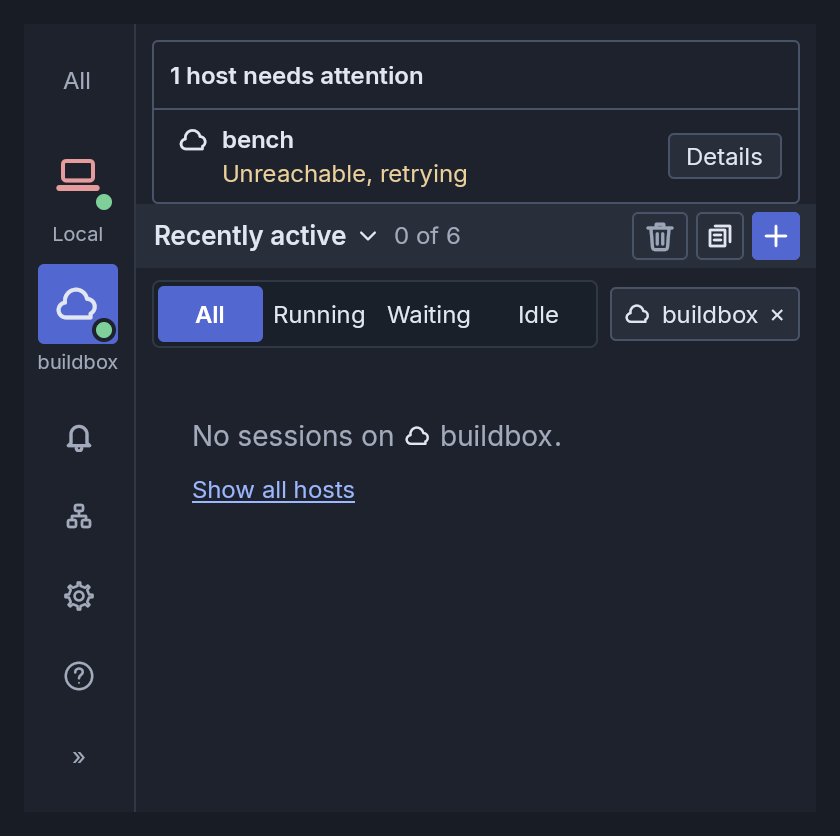 All
Local
buildbox
»
1 host needs attention
bench
Unreachable, retrying
Details
Recently active 0 of 6
All Running Waiting Idle
buildbox ×
No sessions on buildbox.
Show all hosts